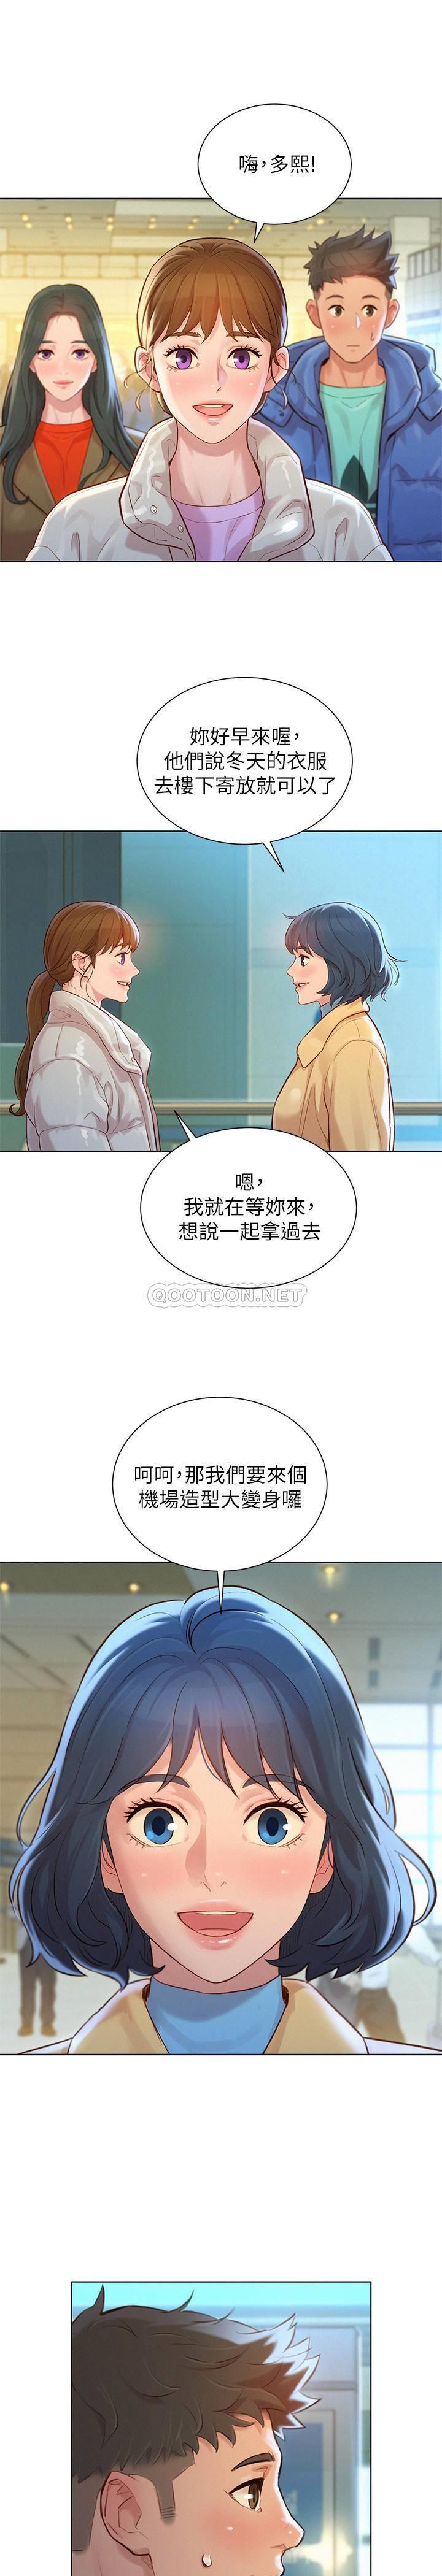 嗨，多熙!
妳好早來喔，
他們說冬天的衣服
去樓下寄放就可以了
嗯，
我就在等妳來，
想說一起拿過去
QOOTOON.NET
呵呵，那我們要來個
機場造型大變身囉